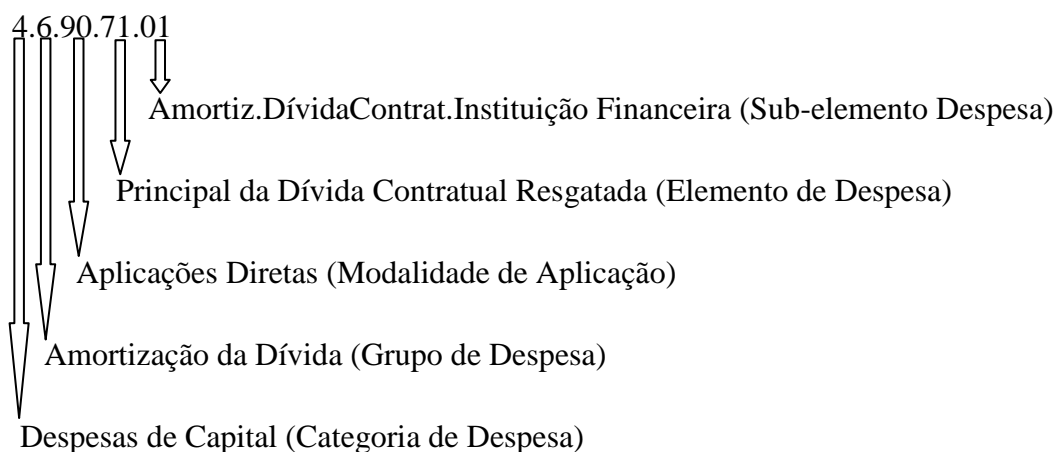 4.6.90.71.01
Amortiz.DívidaContrat.Instituição Financeira (Sub-elemento Despesa)
Principal da Dívida Contratual Resgatada (Elemento de Despesa)
Aplicações Diretas (Modalidade de Aplicação)
Amortização da Dívida (Grupo de Despesa)
Despesas de Capital (Categoria de Despesa)